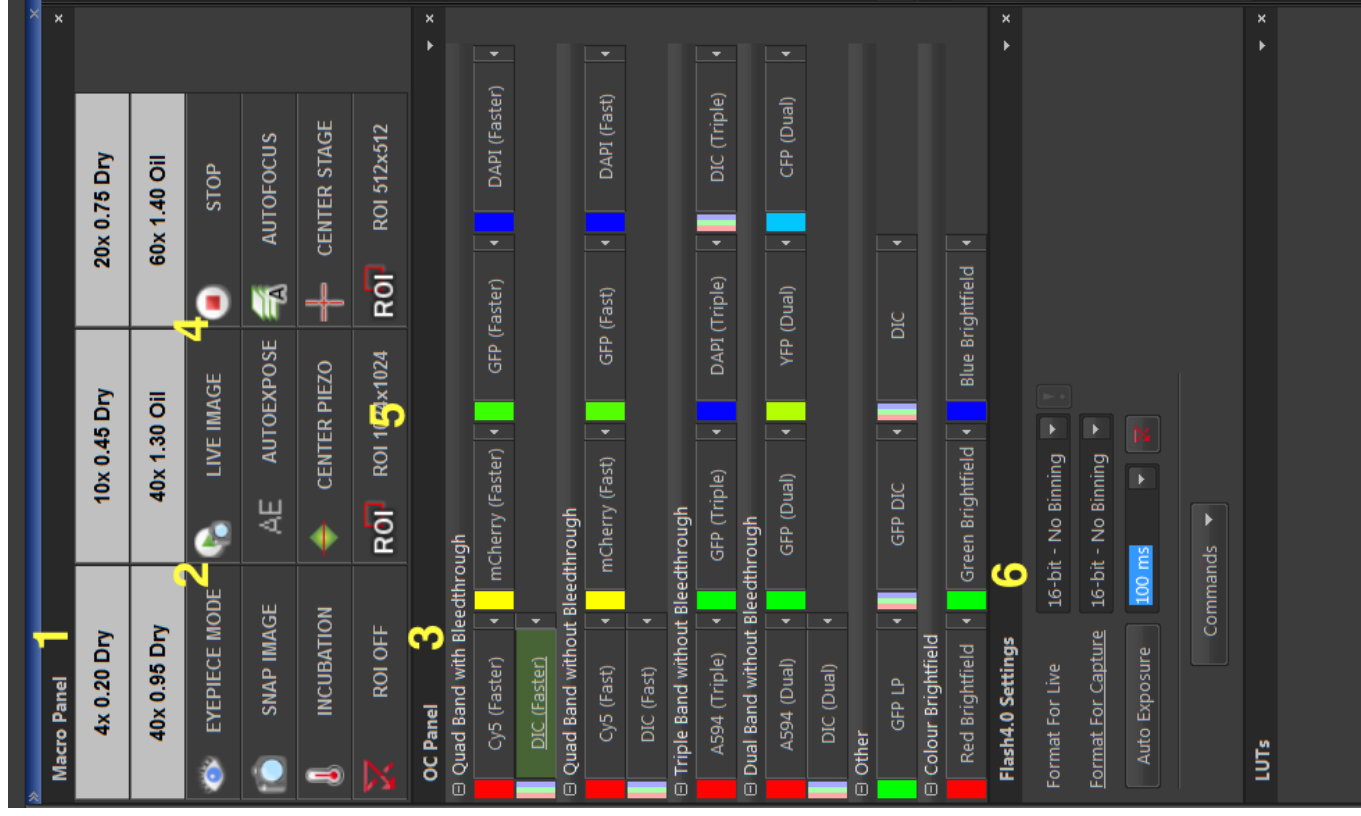 1
Macro Panel
4x 0.20 Dry 10x 0.45 Dry 20x 0.75 Dry
40x 0.95 Dry 40x 1.30 Oil 60x 1.40 Oil
2 4
EYEPIECE MODE LIVE IMAGE STOP
SNAP IMAGE AE AUTOEXPOSE A AUTOFOCUS
INCUBATION CENTER PIEZO CENTER STAGE
ROI OFF ROI ROI 1024x1024 ROI ROI 512x512
3 5
OC Panel
Quad Band with Bleedthrough
Cy5 (Faster) mCherry (Faster) GFP (Faster) DAPI (Faster)
DIC (Faster)
Quad Band without Bleedthrough
Cy5 (Fast) mCherry (Fast) GFP (Fast) DAPI (Fast)
DIC (Fast)
Triple Band without Bleedthrough
A594 (Triple) GFP (Triple) DAPI (Triple) DIC (Triple)
Dual Band without Bleedthrough
A594 (Dual) GFP (Dual) YFP (Dual) CFP (Dual)
DIC (Dual)
Other
GFP LP GFP DIC DIC
Colour Brightfield
Red Brightfield Green Brightfield Blue Brightfield
6
Flash4.0 Settings
Format For Live 16-bit - No Binning
Format For Capture 16-bit - No Binning
Auto Exposure 100 ms
Commands
LUTs